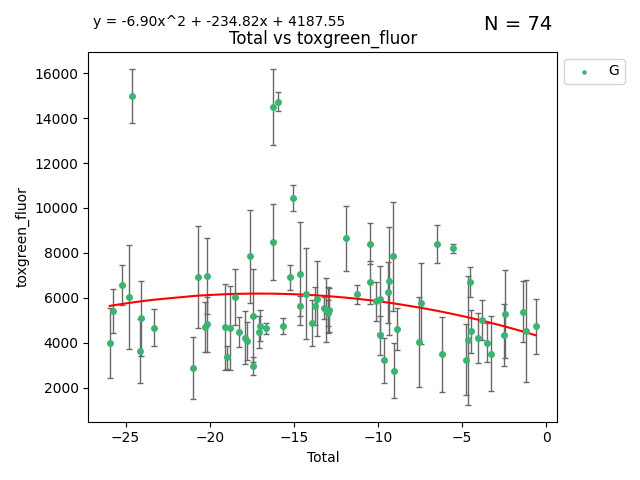 y = -6.90x^2 + -234.82x + 4187.55
N = 74
Total vs toxgreen_fluor
G
16000
14000
12000
10000
8000
6000
4000
2000
toxgreen_fluor
−25
−20
−15
−10
−5
0
Total